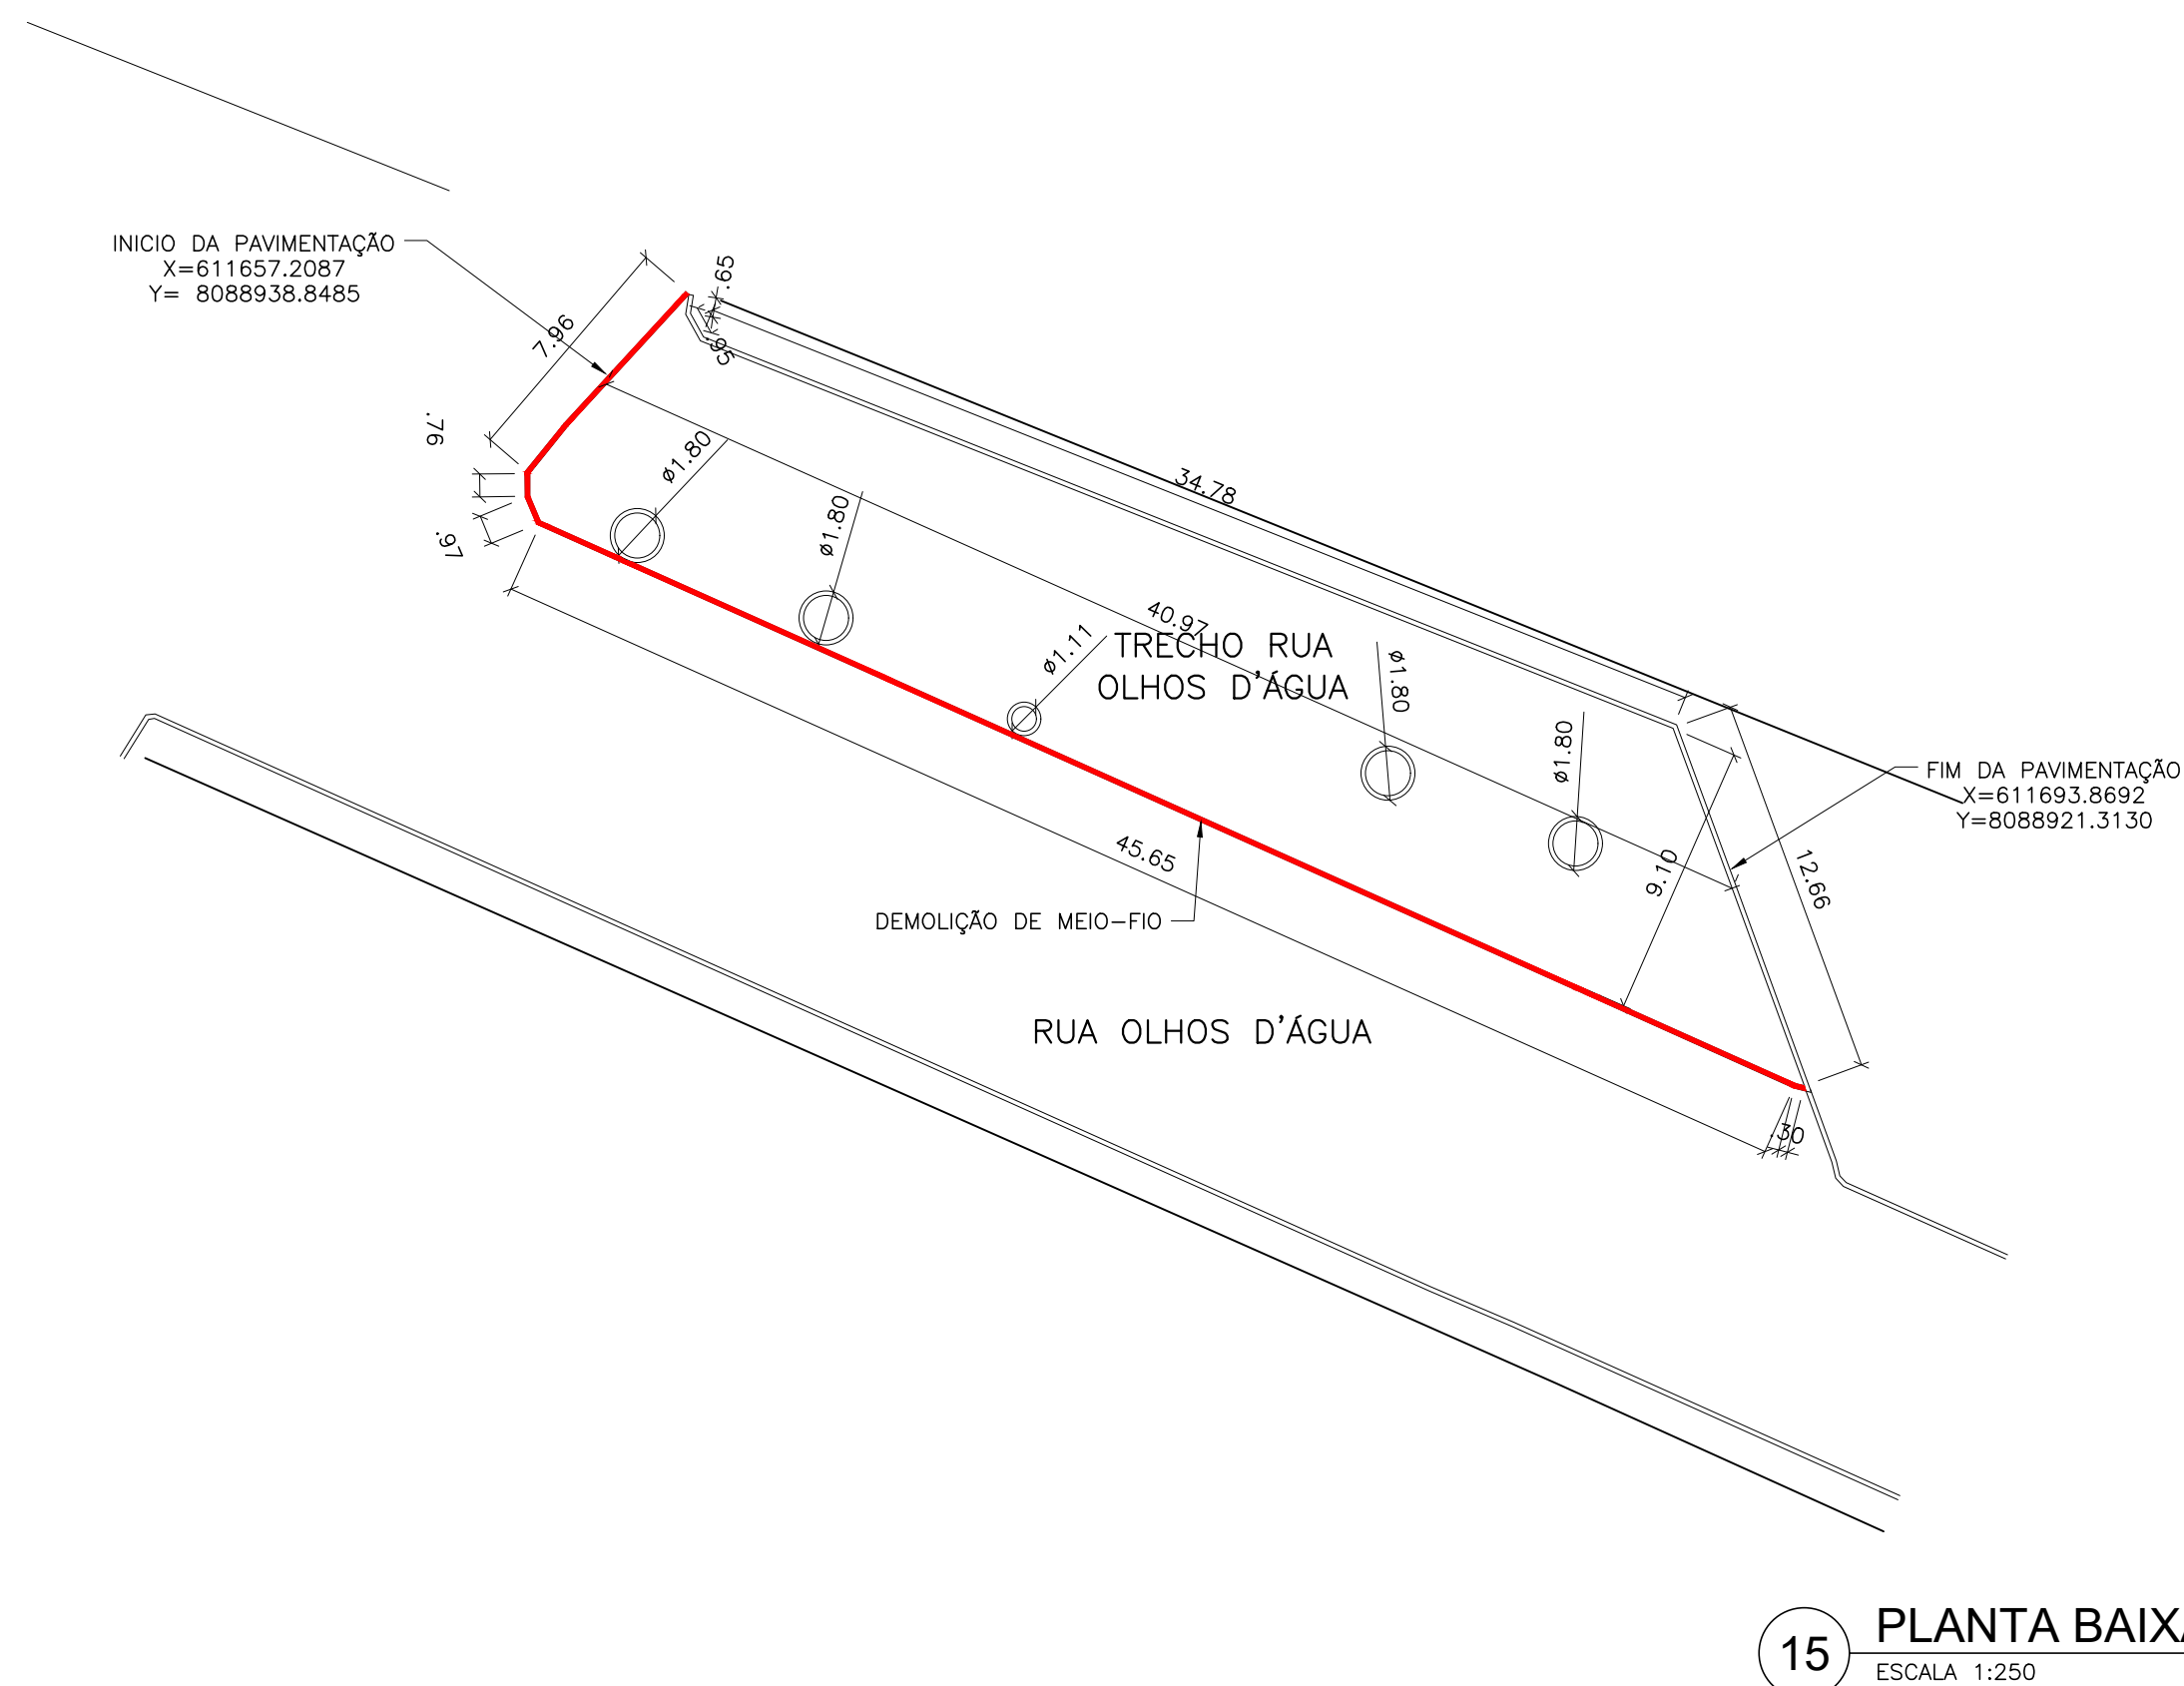 INICIO DA PAVIMENTAÇÃO
X=611657.2087
Y= 8088938.8485
.65
7.96
.95
.76
ø1.80
34.78
.97
ø1.80
40.97
ø1.11
TRECHO RUA
OLHOS D'ÁGUA
ø1.80
ø1.80
FIM DA PAVIMENTAÇÃO
X=611693.8692
Y=8088921.3130
45.65
9.10
12.66
DEMOLIÇÃO DE MEIO-FIO
RUA OLHOS D'ÁGUA
.30
15
PLANTA BAIXA
ESCALA 1:250